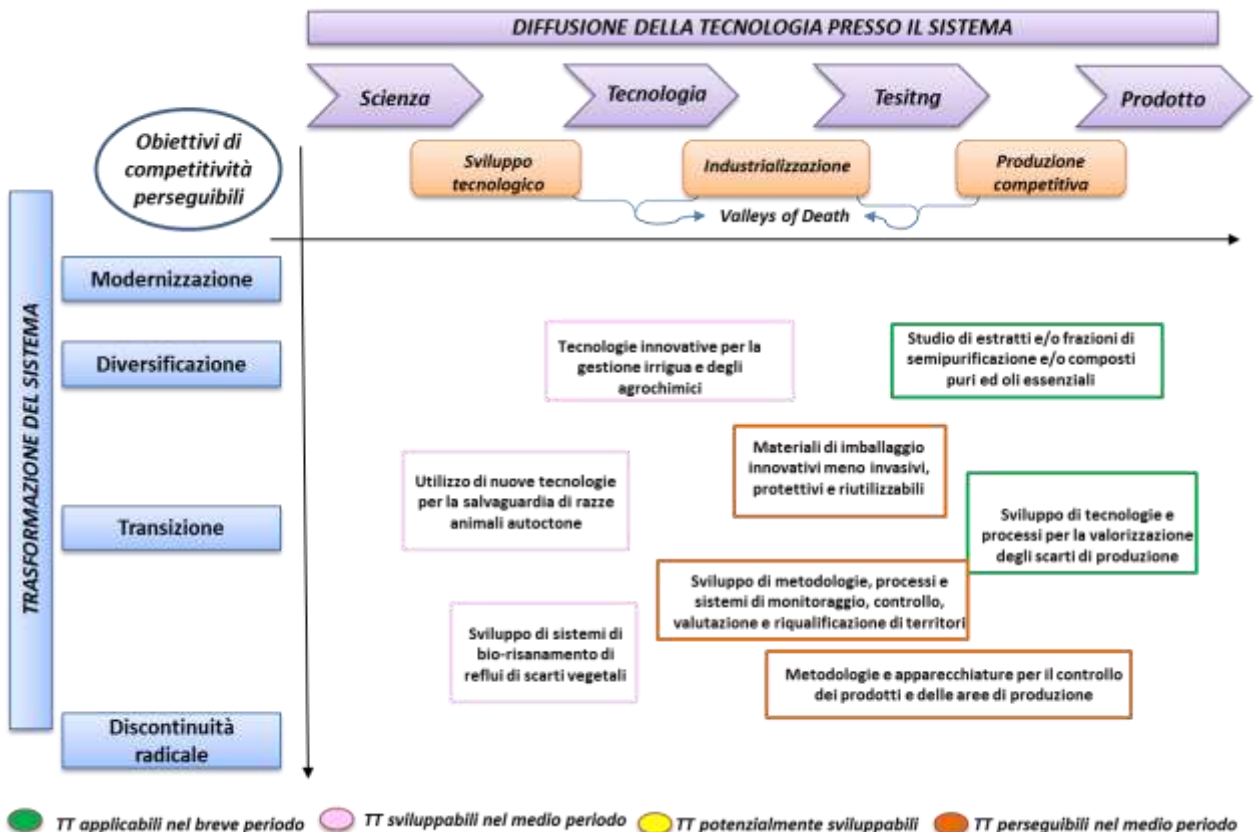 DIFFUSIONE DELLA TECNOLOGIA PRESSO IL SISTEMA
Scienza
Tecnologia
Tesitng
Prodotto
Obiettivi di
competitività
perseguibili
Sviluppo
tecnologico
Industrializzazione
Produzione
competitiva
Valleys of Death
TRASFORMAZIONE DEL SISTEMA
Modernizzazione
Diversificazione
Transizione
Discontinuità
radicale
Tecnologie innovative per la
gestione irrigua e degli
agrochimici
Studio di estratti e/o frazioni di
semipurificazione e/o composti
puri ed oli essenziali
Materiali di imballaggio
innovativi meno invasivi,
protettivi e riutilizzabili
Utilizzo di nuove tecnologie
per la salvaguardia di razze
animali autoctone
Sviluppo di tecnologie e
processi per la valorizzazione
degli scarti di produzione
Sviluppo di metodologie, processi e
sistemi di monitoraggio, controllo,
valutazione e riqualificazione di territori
Sviluppo di sistemi di
bio-risanamento di
reflui di scarti vegetali
Metodologie e apparecchiature per il controllo
dei prodotti e delle aree di produzione
TT applicabili nel breve periodo
TT sviluppabili nel medio periodo
TT potenzialmente sviluppabili
TT perseguibili nel medio periodo